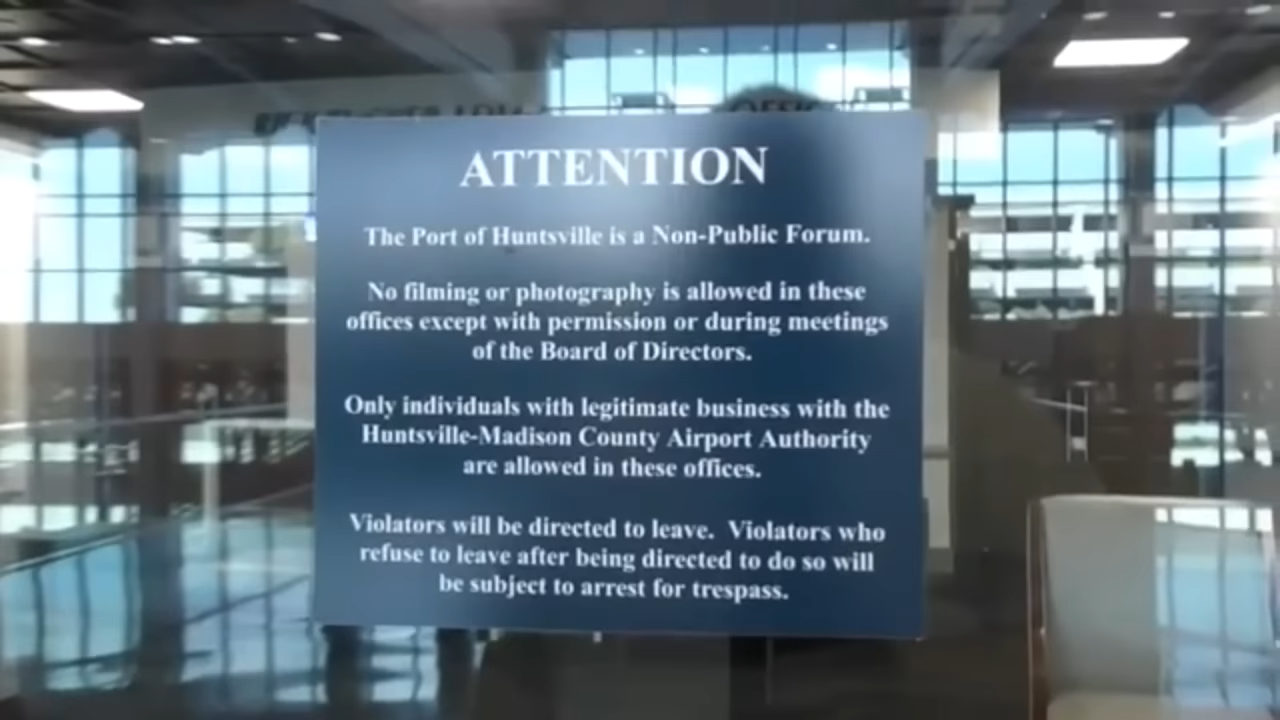 ATTENTION
The Port of Huntsville is a Non-Public Forum.
No filming or photography is allowed in these
offices except with permission or during meetings
of the Board of Directors.
Only individuals with legitimate business with the
Huntsville-Madison County Airport Authority
are allowed in these offices.
Violators will be directed to leave. Violators who
refuse to leave after being directed to do so will
be subject to arrest for trespass.